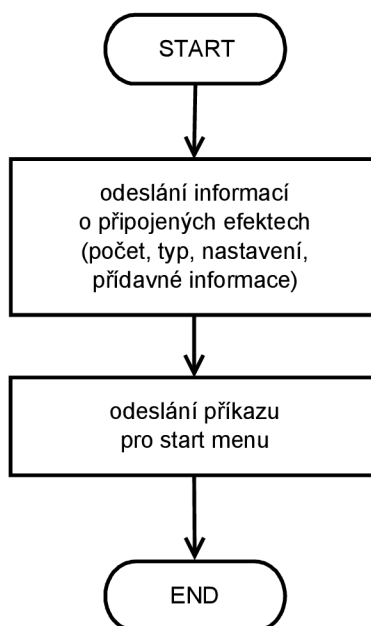 START
odeslání informací
o připojených efektech
(počet, typ, nastavení,
přídavné informace)
odeslání příkazu
pro start menu
END